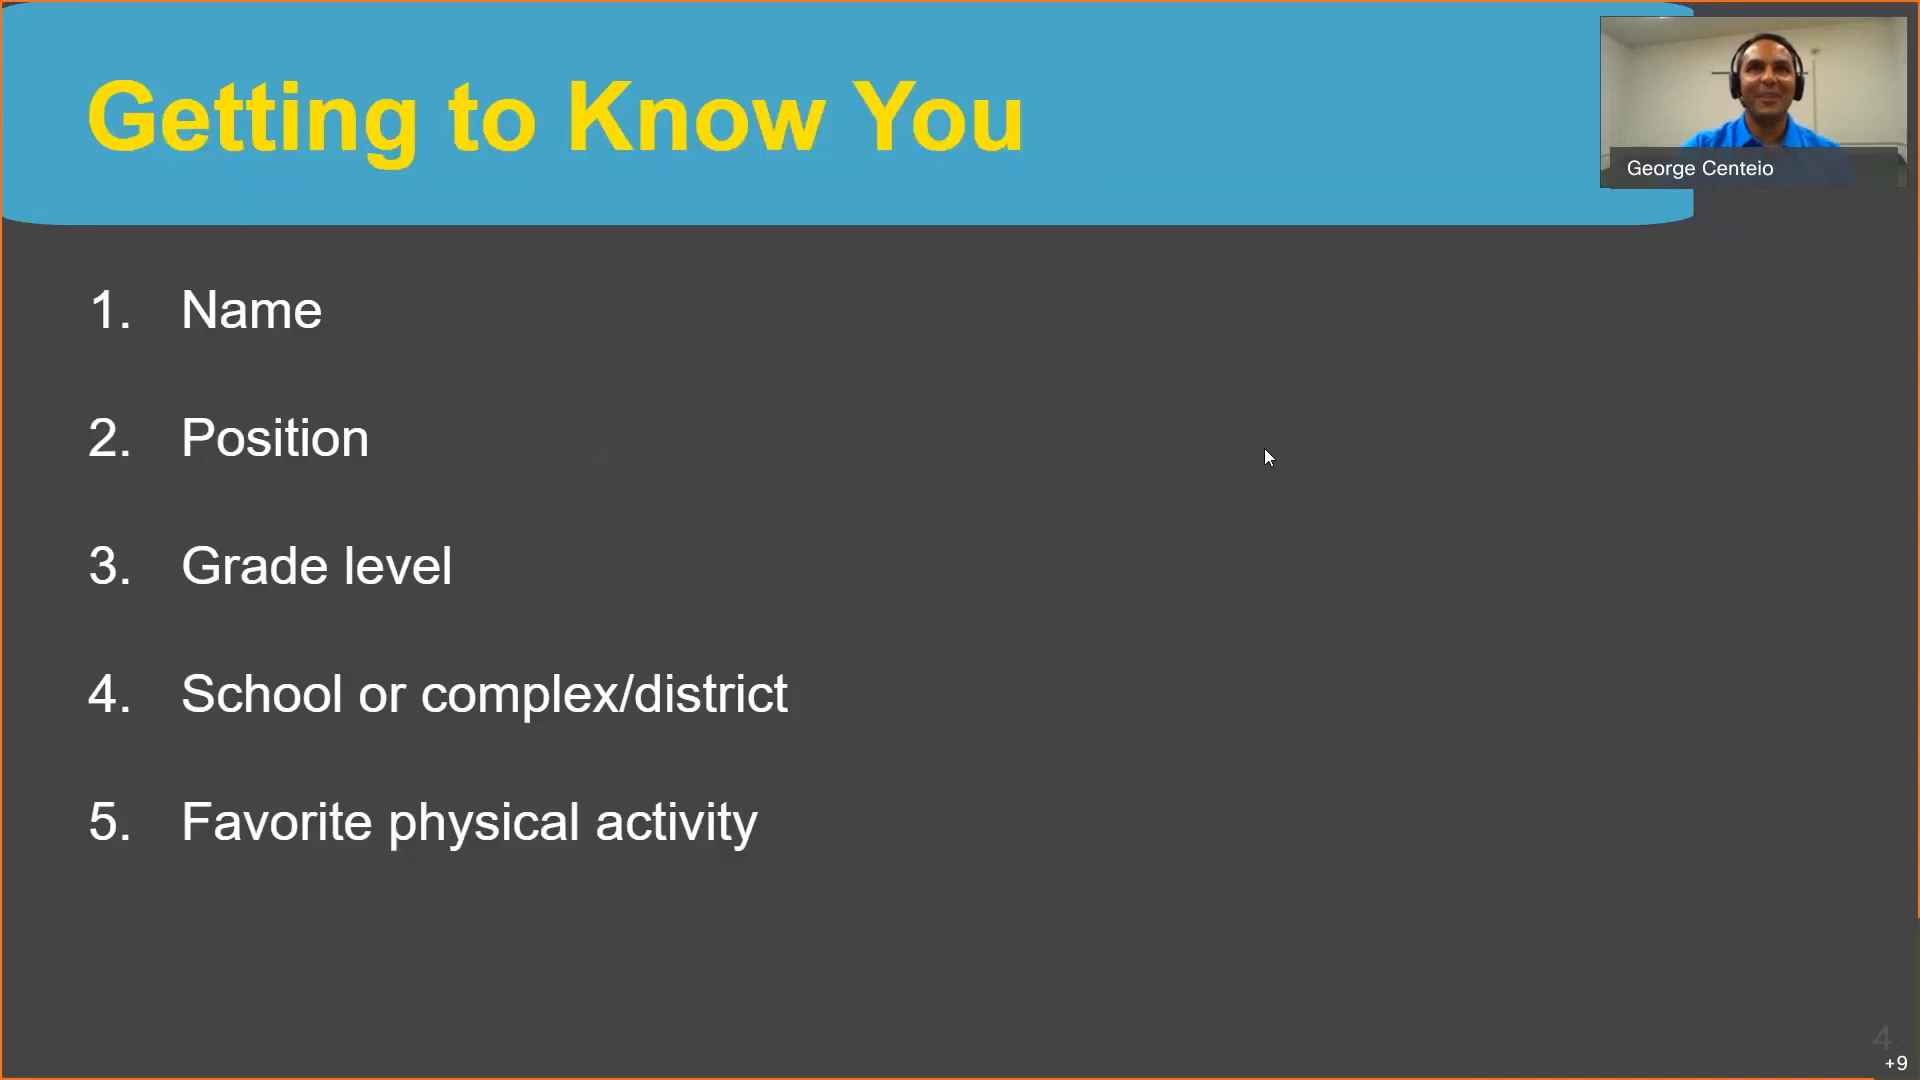 Getting to Know You
George Centeio
1. Name
2. Position
3. Grade level
4. School or complex/district
5. Favorite physical activity
4
+9